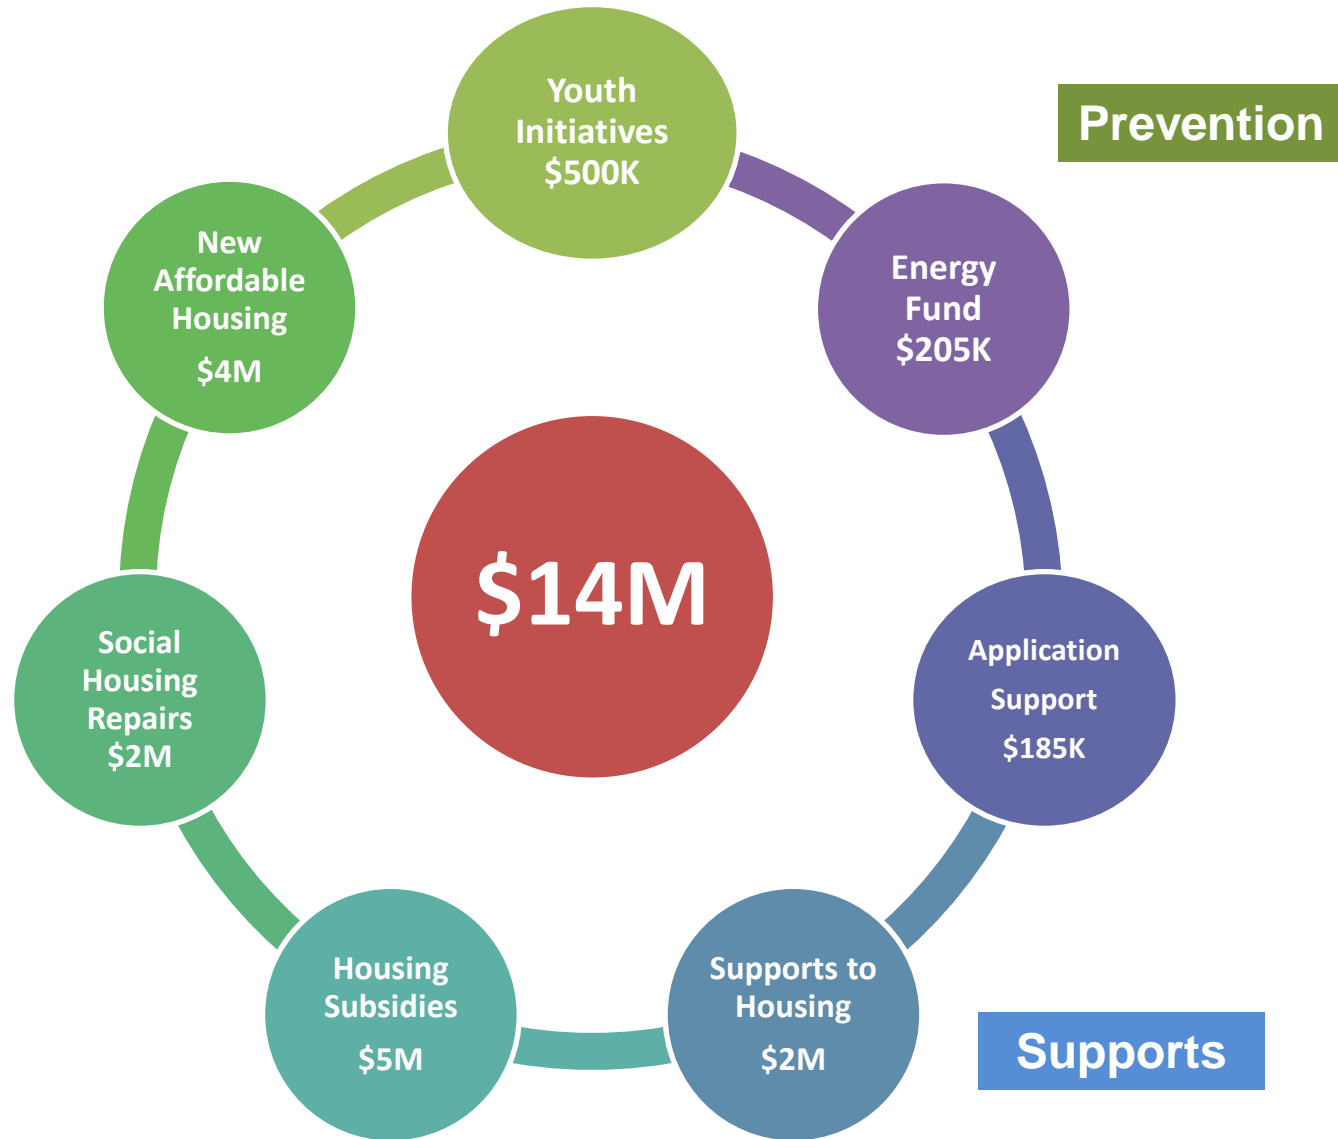 Youth
Initiatives
$500K
Prevention
Energy
Fund
$205K
Application
Support
$185K
Supports to
Housing
$2M
Supports
Housing
Subsidies
$5M
Social
Housing
Repairs
$2M
New
Affordable
Housing
$4M
$14M